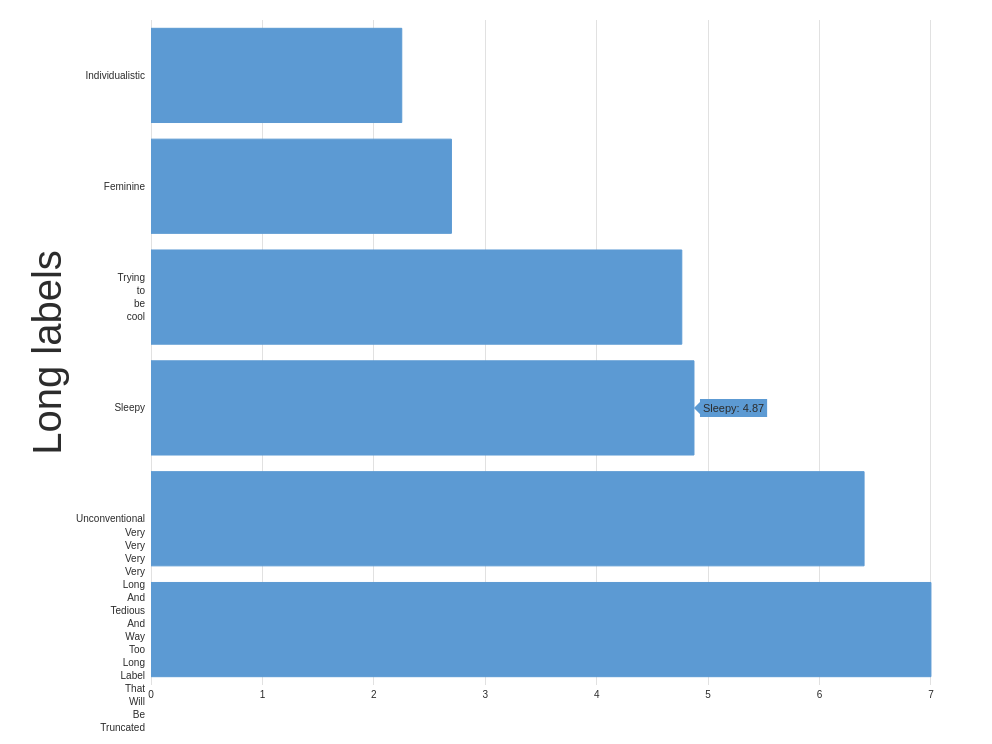 Long labels
Individualistic
Feminine
Trying
to
be
cool
Sleepy
Sleepy: 4.87
Unconventional
Very
Very
Very
Very
Long
And
Tedious
And
Way
Too
Long
Label
That
Will
Be
Truncated
0 1 2 3 4 5 6 7